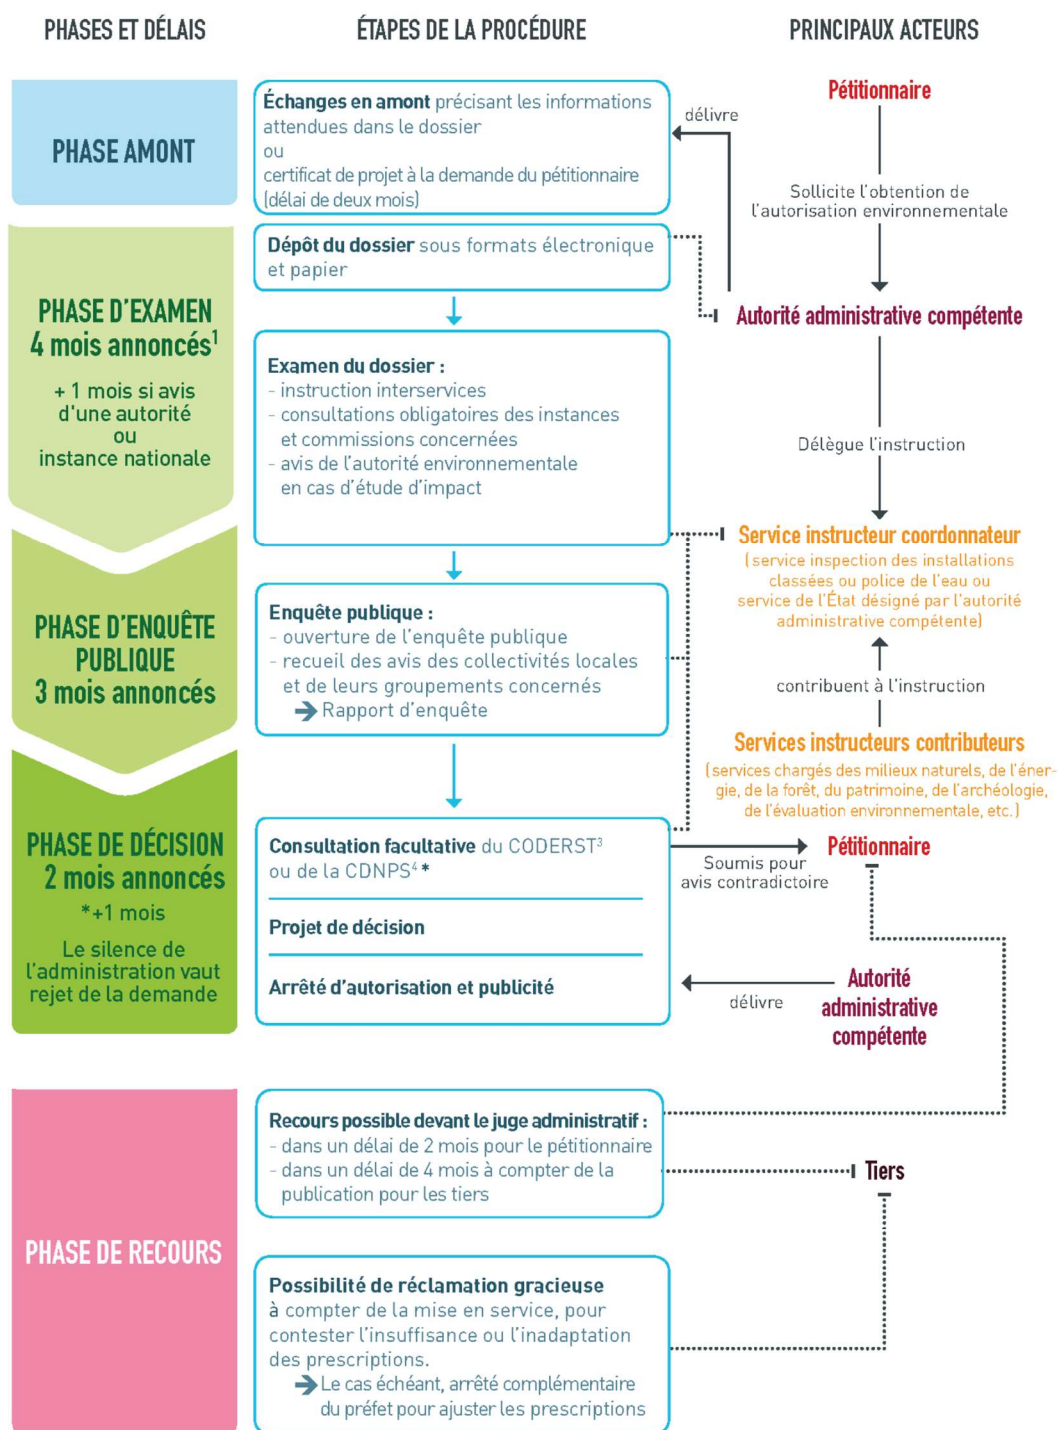 PHASES ET DÉLAIS
ÉTAPES DE LA PROCÉDURE
PRINCIPAUX ACTEURS
PHASE AMONT
Échanges en amont précisant les informations
attendues dans le dossier
ou
certificat de projet à la demande du pétitionnaire
(délai de deux mois)
délivre
Pétitionnaire
Sollicite l'obtention de
l'autorisation environnementale
PHASE D'EXAMEN
4 mois annoncés¹
+ 1 mois si avis
d'une autorité
ou
instance nationale
Dépôt du dossier sous formats électronique
et papier
Autorité administrative compétente
Examen du dossier :
- instruction interservices
- consultations obligatoires des instances
et commissions concernées
- avis de l'autorité environnementale
en cas d'étude d'impact
Délègue l'instruction
Service instructeur coordonnateur
(service inspection des installations
classées ou police de l'eau ou
service de l'État désigné par l'autorité
administrative compétente)
PHASE D'ENQUÊTE
PUBLIQUE
3 mois annoncés
Enquête publique :
- ouverture de l'enquête publique
- recueil des avis des collectivités locales
et de leurs groupements concernés
➔ Rapport d'enquête
contribuent à l'instruction
Services instructeurs contributeurs
(services chargés des milieux naturels, de l'éner-
gie, de la forêt, du patrimoine, de l'archéologie,
de l'évaluation environnementale, etc.)
PHASE DE DÉCISION
2 mois annoncés
*+1 mois
Le silence de
l'administration vaut
rejet de la demande
Consultation facultative du CODERST³
ou de la CDNPS⁴ *
Projet de décision
Arrêté d'autorisation et publicité
Soumis pour
avis contradictoire
Pétitionnaire
délivre
Autorité
administrative
compétente
PHASE DE RECOURS
Recours possible devant le juge administratif :
- dans un délai de 2 mois pour le pétitionnaire
- dans un délai de 4 mois à compter de la
publication pour les tiers
Tiers
Possibilité de réclamation gracieuse
à compter de la mise en service, pour
contester l'insuffisance ou l'inadaptation
des prescriptions.
➔ Le cas échéant, arrêté complémentaire
du préfet pour ajuster les prescriptions